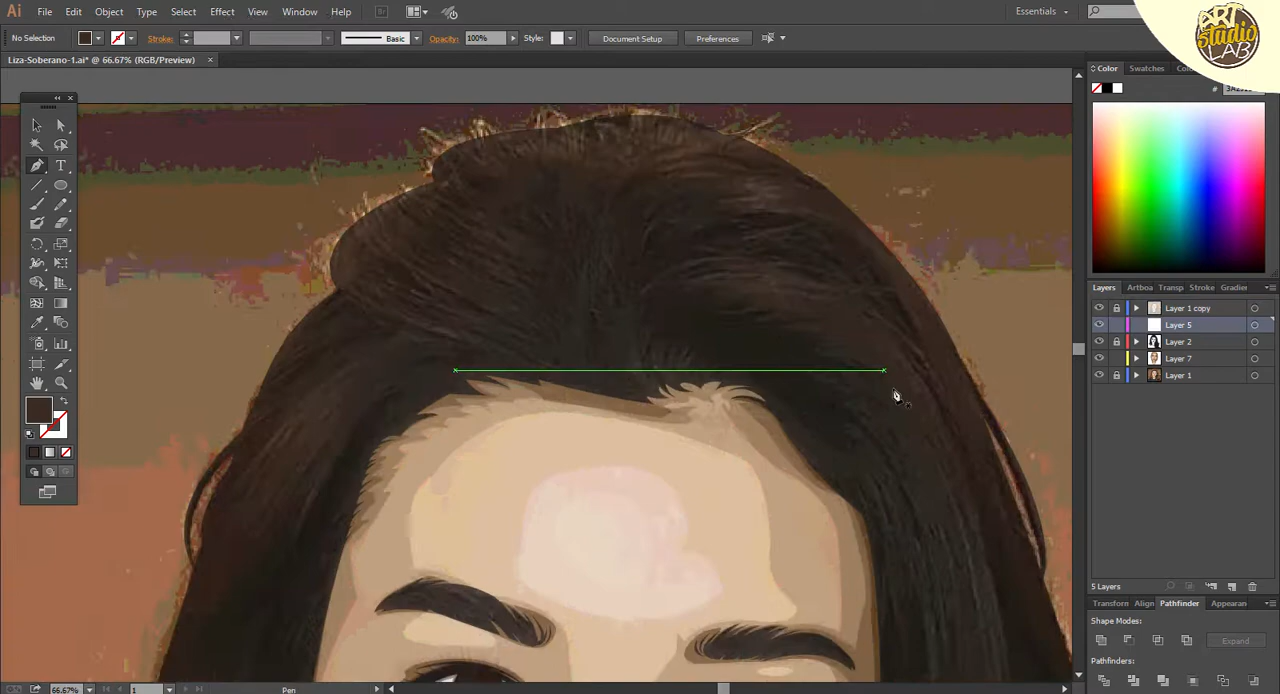 Ai File Edit Object Type Select Effect View Window Help Br Essentials
ART Studio LAB
No Selection Stroke: Basic Opacity: 100% Style: Document Setup Preferences
Liza-Soberano-1.ai* @ 66.67% (RGB/Preview) ×
Color Swatches
#
Layers Artboa Transp Stroke Gradier
Layer 1 copy
Layer 5
Layer 2
Layer 7
Layer 1
5 Layers
Transform Align Pathfinder Appearan
Shape Modes:
Expand
Pathfinders:
66.67% 1 Pen